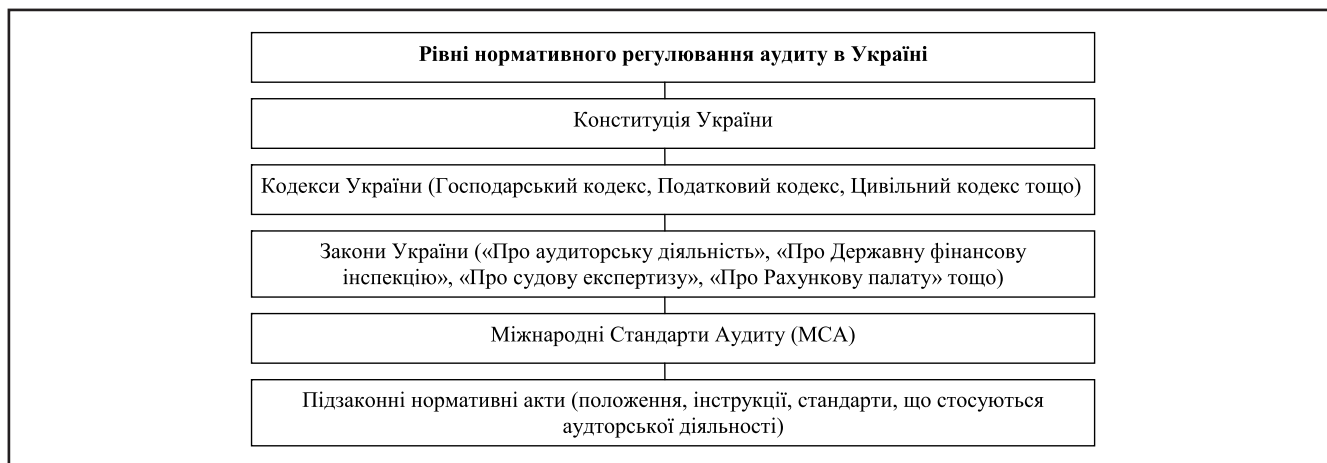 Рівні нормативного регулювання аудиту в Україні
Конституція України
Кодекси України (Господарський кодекс, Податковий кодекс, Цивільний кодекс тощо)
Закони України («Про аудиторську діяльність», «Про Державну фінансову
інспекцію», «Про судову експертизу», «Про Рахункову палату» тощо)
Міжнародні Стандарти Аудиту (МСА)
Підзаконні нормативні акти (положення, інструкції, стандарти, що стосуються
аудторської діяльності)